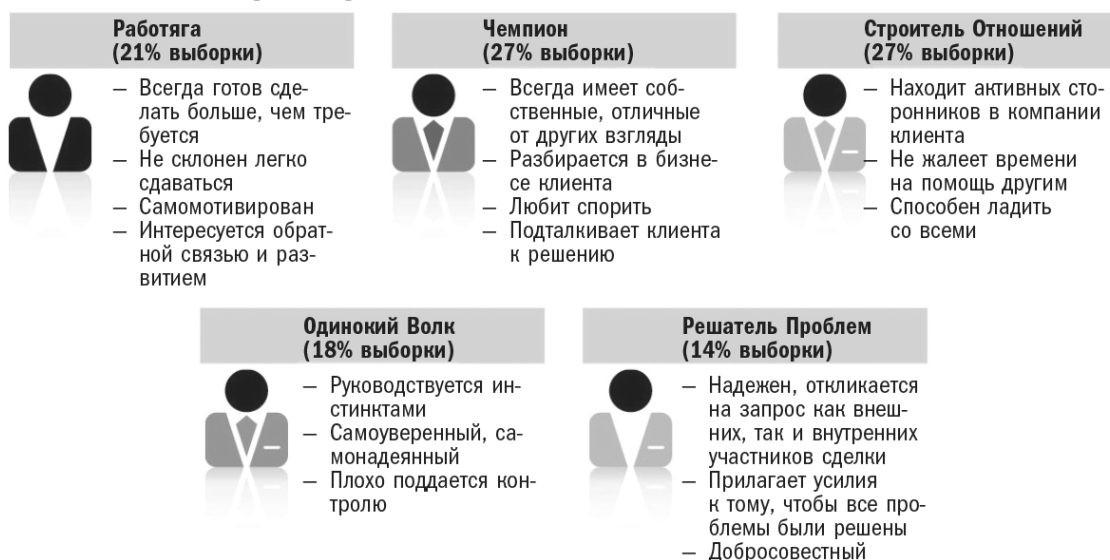 Работяга
(21% выборки)
— Всегда готов сде-
лать больше, чем тре-
буется
— Не склонен легко
сдаваться
— Самомотивирован
— Интересуется обрат-
ной связью и раз-
витием
Чемпион
(27% выборки)
— Всегда имеет соб-
ственные, отличные
от других взгляды
— Разбирается в бизне-
се клиента
— Любит спорить
— Подталкивает клиента
к решению
Строитель Отношений
(27% выборки)
— Находит активных сто-
ронников в компании
клиента
— Не жалеет времени
на помощь другим
— Способен ладить
со всеми
Одинокий Волк
(18% выборки)
— Руководствуется ин-
стинктами
— Самоуверенный, са-
монадеянный
— Плохо поддается кон-
тролю
Решатель Проблем
(14% выборки)
— Надежен, откликается
на запрос как внеш-
них, так и внутренних
участников сделки
— Прилагает усилия
к тому, чтобы все про-
блемы были решены
— Добросовестный